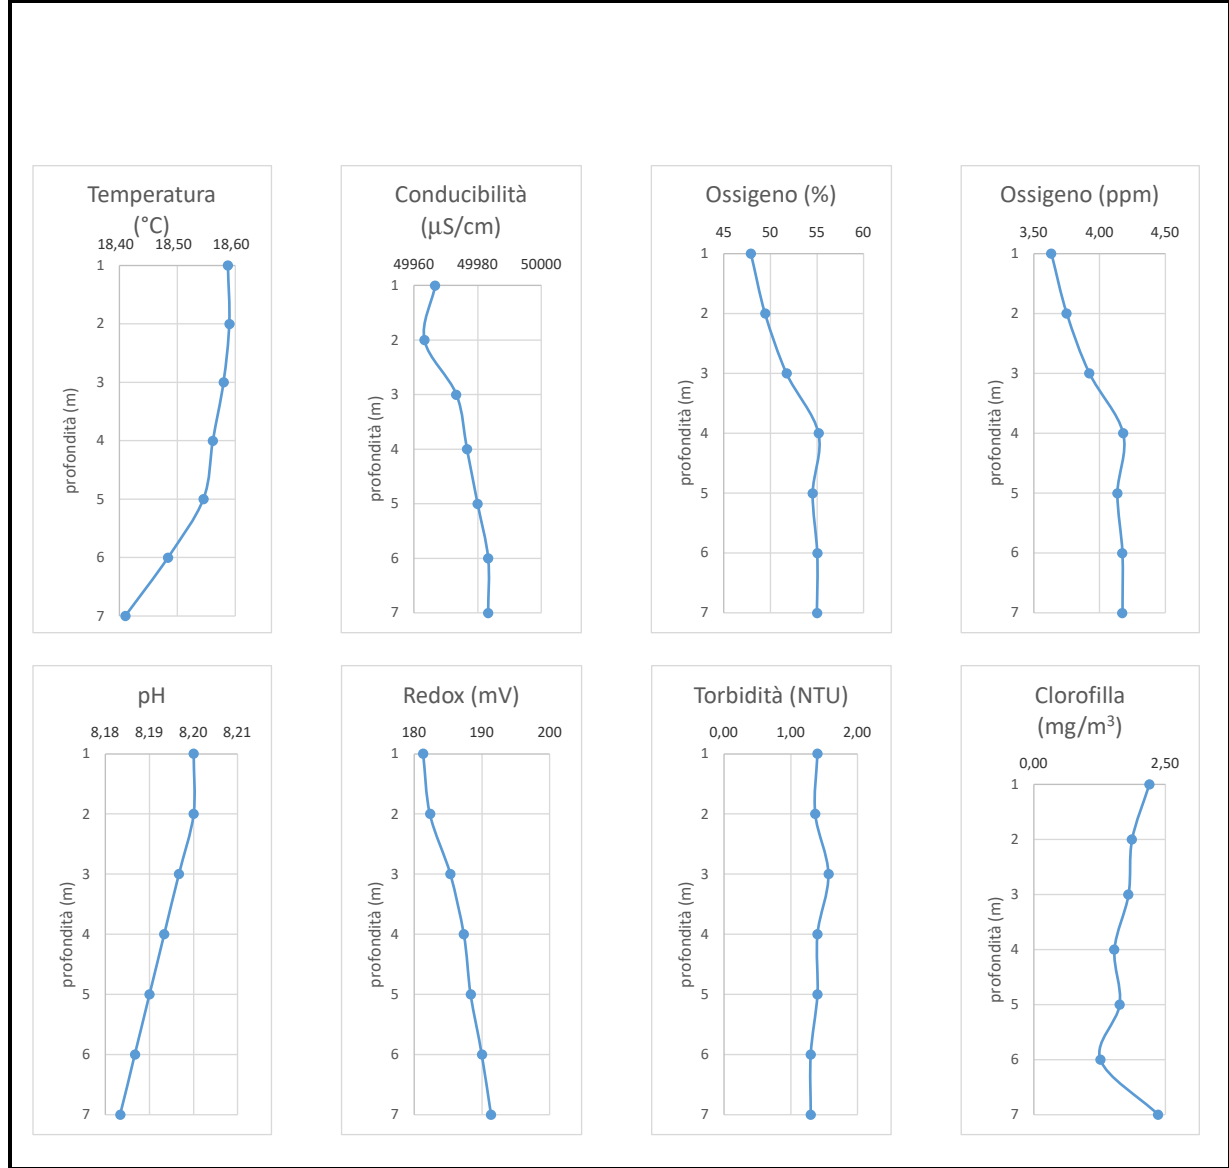 Temperatura
(°C)
18,40 18,50 18,60
1
2
3
4
5
6
7
profondità (m)
Conducibilità
(µS/cm)
49960 49980 50000
1
2
3
4
5
6
7
profondità (m)
Ossigeno (%)
45 50 55 60
1
2
3
4
5
6
7
profondità (m)
Ossigeno (ppm)
3,50 4,00 4,50
1
2
3
4
5
6
7
profondità (m)
pH
8,18 8,19 8,20 8,21
1
2
3
4
5
6
7
profondità (m)
Redox (mV)
180 190 200
1
2
3
4
5
6
7
profondità (m)
Torbidità (NTU)
0,00 1,00 2,00
1
2
3
4
5
6
7
profondità (m)
Clorofilla
(mg/m³)
0,00 2,50
1
2
3
4
5
6
7
profondità (m)